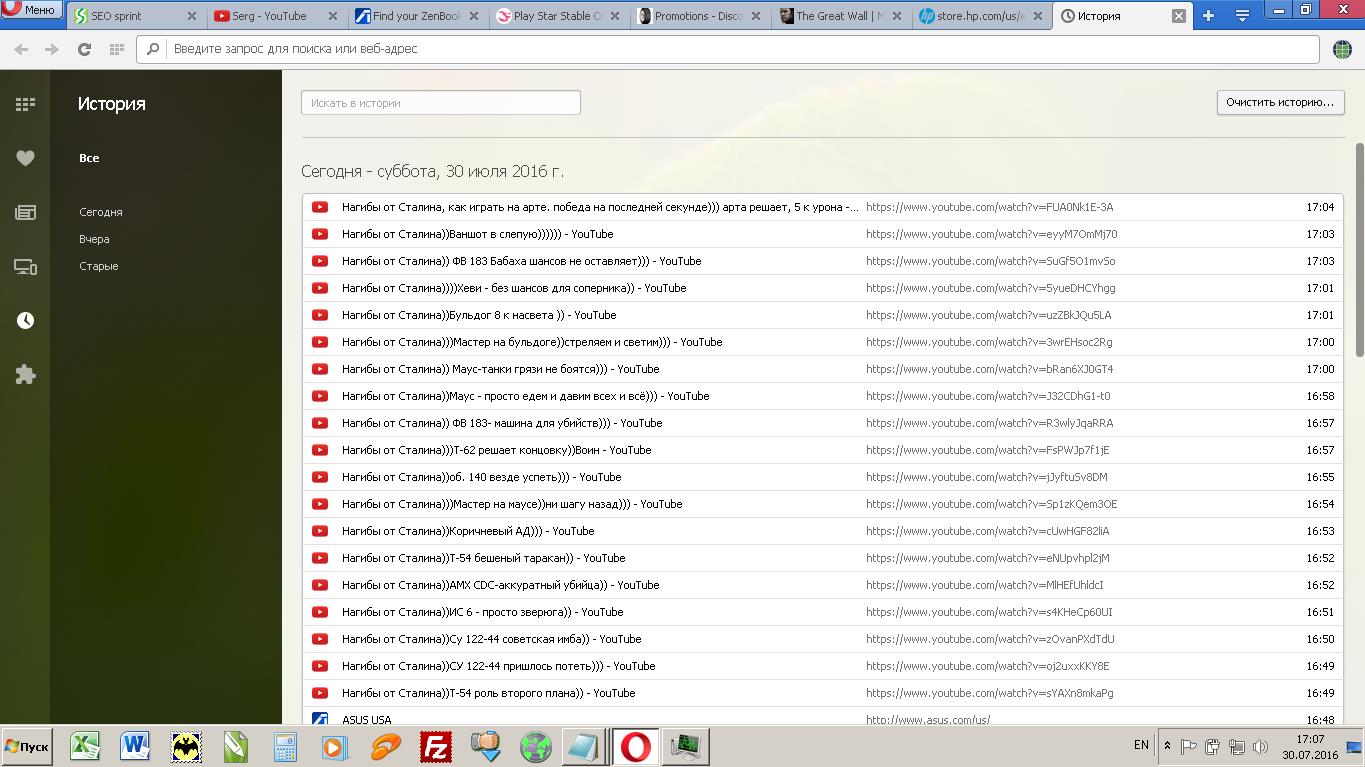 Меню
SEO sprint
Serg - YouTube
Find your ZenBook
Play Star Stable O
Promotions - Disco
The Great Wall | M
store.hp.com/us/e
История
Введите запрос для поиска или веб-адрес
История
Все
Сегодня
Вчера
Старые
Искать в истории
Очистить историю...
Сегодня - суббота, 30 июля 2016 г.
Нагибы от Сталина, как играть на арте. победа на последней секунде))) арта решает, 5 к урона -... https://www.youtube.com/watch?v=FUA0Nk1E-3A 17:04
Нагибы от Сталина))Ваншот в слепую)))))) - YouTube https://www.youtube.com/watch?v=eyyM7OmMj70 17:03
Нагибы от Сталина)) ФВ 183 Бабаха шансов не оставляет))) - YouTube https://www.youtube.com/watch?v=SuGf5O1mvSo 17:03
Нагибы от Сталина))))Хеви - без шансов для соперника)) - YouTube https://www.youtube.com/watch?v=5yueDHCYhgg 17:01
Нагибы от Сталина))Бульдог 8 к насвета )) - YouTube https://www.youtube.com/watch?v=uzZBkJQu5LA 17:01
Нагибы от Сталина)))Мастер на бульдоге))стреляем и светим))) - YouTube https://www.youtube.com/watch?v=3wrEHsoc2Rg 17:00
Нагибы от Сталина)) Маус-танки грязи не боятся))) - YouTube https://www.youtube.com/watch?v=bRan6XJ0GT4 17:00
Нагибы от Сталина))Маус - просто едем и давим всех и всё))) - YouTube https://www.youtube.com/watch?v=J32CDhG1-t0 16:58
Нагибы от Сталина)) ФВ 183- машина для убийств))) - YouTube https://www.youtube.com/watch?v=R3wlyJqaRRA 16:57
Нагибы от Сталина)))Т-62 решает концовку))Воин - YouTube https://www.youtube.com/watch?v=FsPWJp7f1jE 16:57
Нагибы от Сталина))об. 140 везде успеть))) - YouTube https://www.youtube.com/watch?v=jJyftuSv8DM 16:55
Нагибы от Сталина)))Мастер на маусе))ни шагу назад))) - YouTube https://www.youtube.com/watch?v=Sp1zKQem3OE 16:54
Нагибы от Сталина))Коричневый АД))) - YouTube https://www.youtube.com/watch?v=cUwHGF82liA 16:53
Нагибы от Сталина))Т-54 бешеный таракан)) - YouTube https://www.youtube.com/watch?v=eNUpvhpl2jM 16:52
Нагибы от Сталина))AMX CDC-аккуратный убийца)) - YouTube https://www.youtube.com/watch?v=MlHEfUhldcI 16:52
Нагибы от Сталина))ИС 6 - просто зверюга)) - YouTube https://www.youtube.com/watch?v=s4KHeCp60UI 16:51
Нагибы от Сталина))Су 122-44 советская имба)) - YouTube https://www.youtube.com/watch?v=zOvanPXdTdU 16:50
Нагибы от Сталина))СУ 122-44 пришлось потеть))) - YouTube https://www.youtube.com/watch?v=oj2uxxKKY8E 16:49
Нагибы от Сталина))Т-54 роль второго плана)) - YouTube https://www.youtube.com/watch?v=sYAXn8mkaPg 16:49
ASUS USA http://www.asus.com/us/ 16:48
Пуск
EN
17:07
30.07.2016